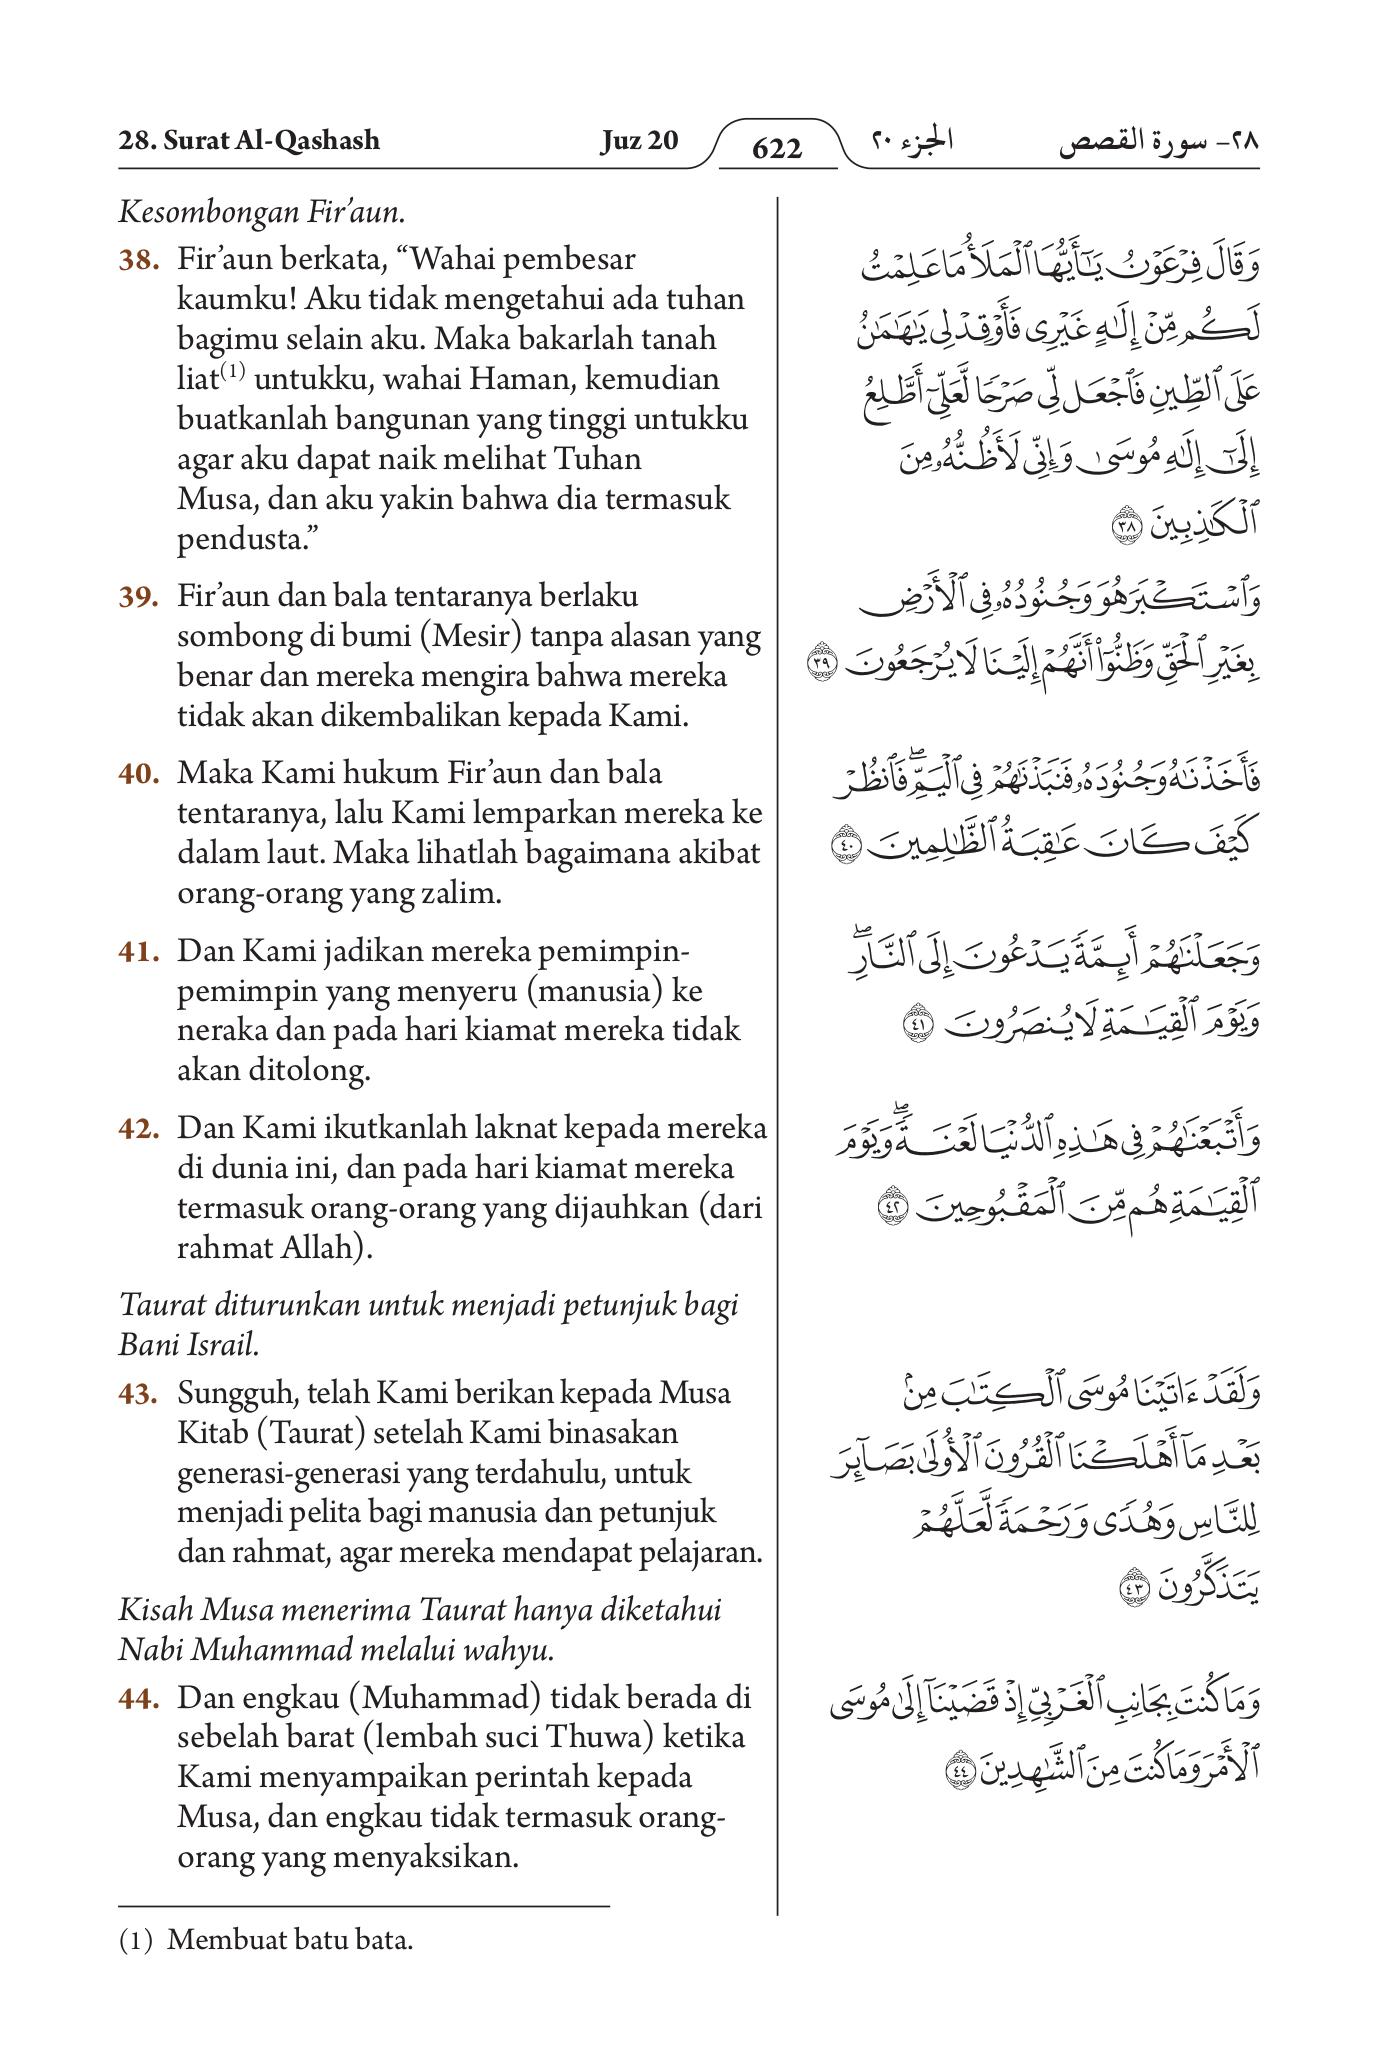 28. Surat Al-Qashash
Juz 20
622
الجزء ٢٠
٢٨- سورة القصص
Kesombongan Fir’aun.
38. Fir’aun berkata, “Wahai pembesar
kaumku! Aku tidak mengetahui ada tuhan
bagimu selain aku. Maka bakarlah tanah
liat(1) untukku, wahai Haman, kemudian
buatkanlah bangunan yang tinggi untukku
agar aku dapat naik melihat Tuhan
Musa, dan aku yakin bahwa dia termasuk
pendusta.”
39. Fir’aun dan bala tentaranya berlaku
sombong di bumi (Mesir) tanpa alasan yang
benar dan mereka mengira bahwa mereka
tidak akan dikembalikan kepada Kami.
40. Maka Kami hukum Fir’aun dan bala
tentaranya, lalu Kami lemparkan mereka ke
dalam laut. Maka lihatlah bagaimana akibat
orang-orang yang zalim.
41. Dan Kami jadikan mereka pemimpin-
pemimpin yang menyeru (manusia) ke
neraka dan pada hari kiamat mereka tidak
akan ditolong.
42. Dan Kami ikutkanlah laknat kepada mereka
di dunia ini, dan pada hari kiamat mereka
termasuk orang-orang yang dijauhkan (dari
rahmat Allah).
Taurat diturunkan untuk menjadi petunjuk bagi
Bani Israil.
43. Sungguh, telah Kami berikan kepada Musa
Kitab (Taurat) setelah Kami binasakan
generasi-generasi yang terdahulu, untuk
menjadi pelita bagi manusia dan petunjuk
dan rahmat, agar mereka mendapat pelajaran.
Kisah Musa menerima Taurat hanya diketahui
Nabi Muhammad melalui wahyu.
44. Dan engkau (Muhammad) tidak berada di
sebelah barat (lembah suci Thuwa) ketika
Kami menyampaikan perintah kepada
Musa, dan engkau tidak termasuk orang-
orang yang menyaksikan.
(1) Membuat batu bata.
وَقَالَ فِرْعَوْنُ يَٰٓأَيُّهَا ٱلْمَلَأُ مَا عَلِمْتُ
لَكُم مِّنْ إِلَٰهٍ غَيْرِى فَأَوْقِدْ لِى يَٰهَٰمَٰنُ
عَلَى ٱلطِّينِ فَٱجْعَل لِّى صَرْحًا لَّعَلِّىٓ أَطَّلِعُ
إِلَىٰٓ إِلَٰهِ مُوسَىٰ وَإِنِّى لَأَظُنُّهُۥ مِنَ
ٱلْكَٰذِبِينَ ٣٨
وَٱسْتَكْبَرَ هُوَ وَجُنُودُهُۥ فِى ٱلْأَرْضِ
بِغَيْرِ ٱلْحَقِّ وَظَنُّوٓا۟ أَنَّهُمْ إِلَيْنَا لَا يُرْجَعُونَ ٣٩
فَأَخَذْنَٰهُ وَجُنُودَهُۥ فَنَبَذْنَٰهُمْ فِى ٱلْيَمِّ ۖ فَٱنظُرْ
كَيْفَ كَانَ عَٰقِبَةُ ٱلظَّٰلِمِينَ ٤٠
وَجَعَلْنَٰهُمْ أَئِمَّةً يَدْعُونَ إِلَى ٱلنَّارِ ۖ
وَيَوْمَ ٱلْقِيَٰمَةِ لَا يُنصَرُونَ ٤١
وَأَتْبَعْنَٰهُمْ فِى هَٰذِهِ ٱلدُّنْيَا لَعْنَةً ۖ وَيَوْمَ
ٱلْقِيَٰمَةِ هُم مِّنَ ٱلْمَقْبُوحِينَ ٤٢
وَلَقَدْ ءَاتَيْنَا مُوسَى ٱلْكِتَٰبَ مِنۢ
بَعْدِ مَآ أَهْلَكْنَا ٱلْقُرُونَ ٱلْأُولَىٰ بَصَآئِرَ
لِلنَّاسِ وَهُدًى وَرَحْمَةً لَّعَلَّهُمْ
يَتَذَكَّرُونَ ٤٣
وَمَا كُنتَ بِجَانِبِ ٱلْغَرْبِىِّ إِذْ قَضَيْنَآ إِلَىٰ مُوسَى
ٱلْأَمْرَ وَمَا كُنتَ مِنَ ٱلشَّٰهِدِينَ ٤٤